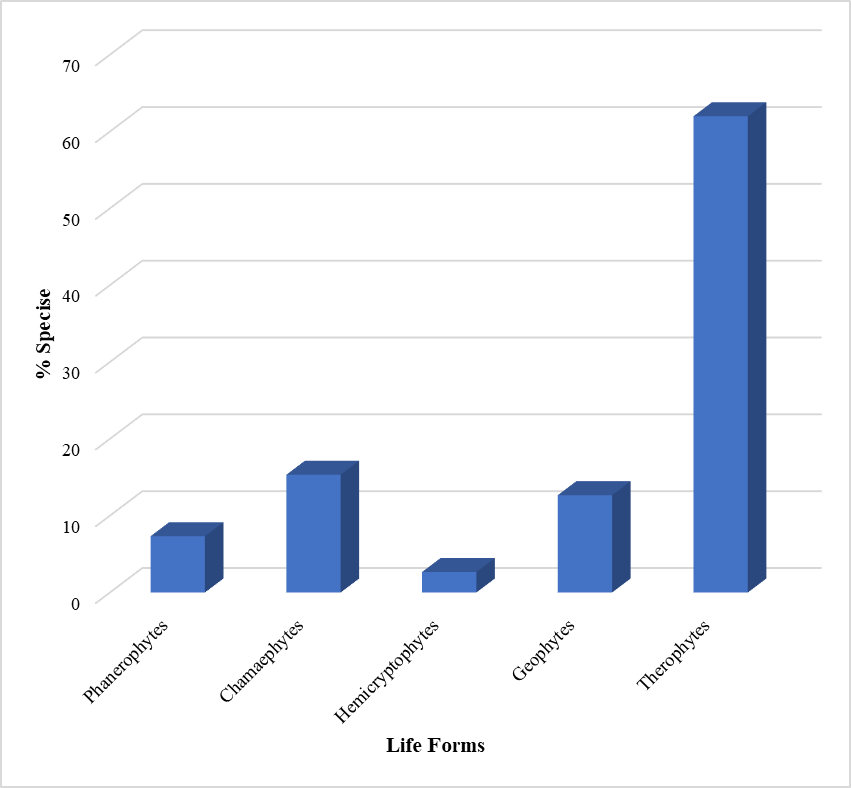 70
60
50
40
30
20
10
0
% Specise
Phanerophytes
Chamaephytes
Hemicryptophytes
Geophytes
Therophytes
Life Forms